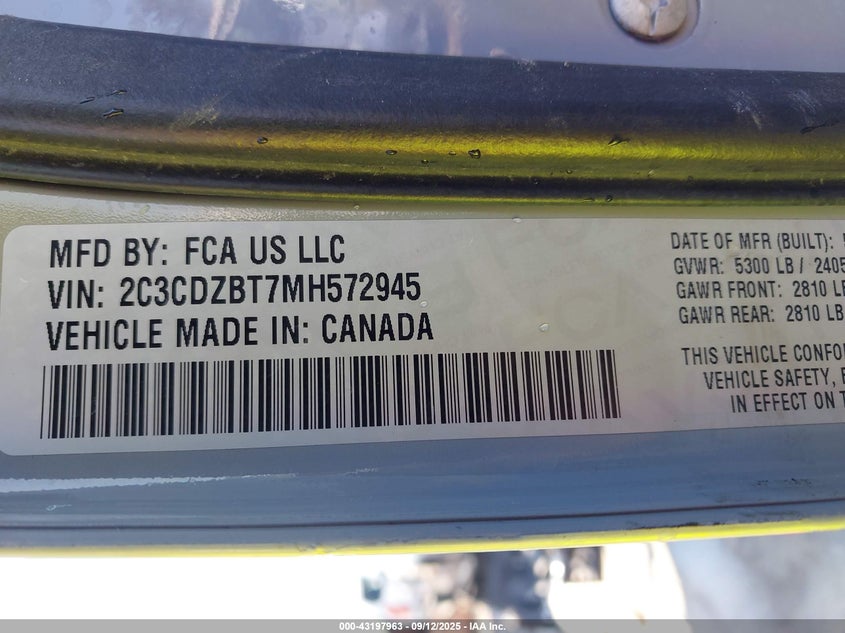 MFD BY: FCA US LLC
VIN: 2C3CDZBT7MH572945
VEHICLE MADE IN: CANADA
DATE OF MFR (BUILT):
GVWR: 5300 LB / 2405
GAWR FRONT: 2810 LB
GAWR REAR: 2810 LB
THIS VEHICLE
VEHICLE SAFETY,
IN EFFECT ON
000-43197963 - 09/12/2025 - IAA Inc.